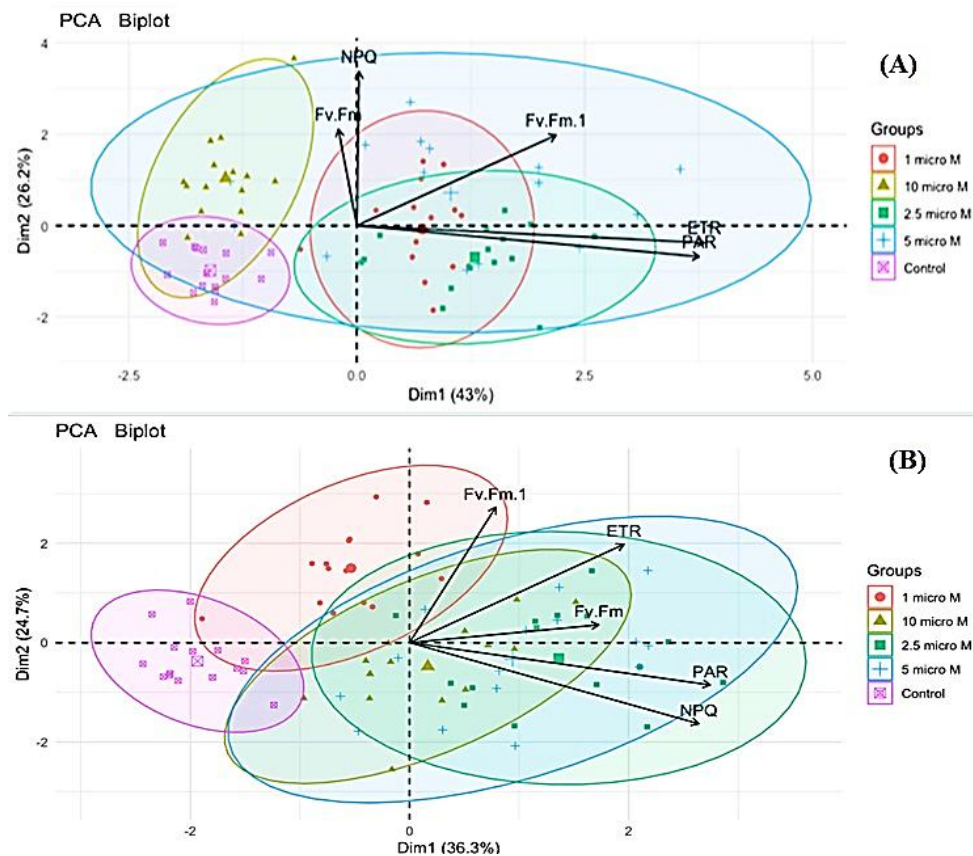 PCA Biplot
(A)
4
2
0
-2
Dim2 (26.2%)
NPQ
Fv.Fm
Fv.Fm.1
ETR
PAR
-2.5
0.0
2.5
5.0
Dim1 (43%)
Groups
1 micro M
10 micro M
2.5 micro M
5 micro M
Control
PCA Biplot
(B)
2
0
-2
Dim2 (24.7%)
Fv.Fm.1
ETR
Fv.Fm
PAR
NPQ
-2
0
2
Dim1 (36.3%)
Groups
1 micro M
10 micro M
2.5 micro M
5 micro M
Control